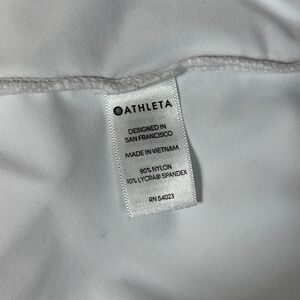 ATHLETA
DESIGNED IN
SAN FRANCISCO
MADE IN VIETNAM
90% NYLON
10% LYCRA® SPANDEX
RN 54023